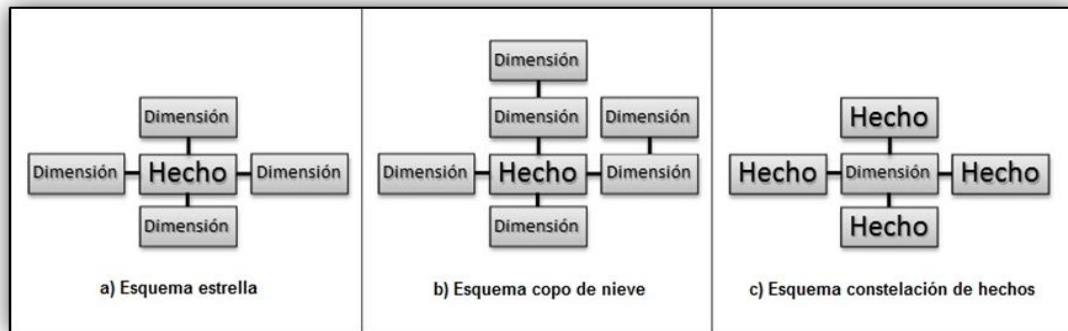 Dimensión
Dimensión
Hecho
Dimensión
Dimensión
a) Esquema estrella
Dimensión
Dimensión
Dimensión
Dimensión
Hecho
Dimensión
Dimensión
b) Esquema copo de nieve
Hecho
Hecho
Dimensión
Hecho
Hecho
c) Esquema constelación de hechos